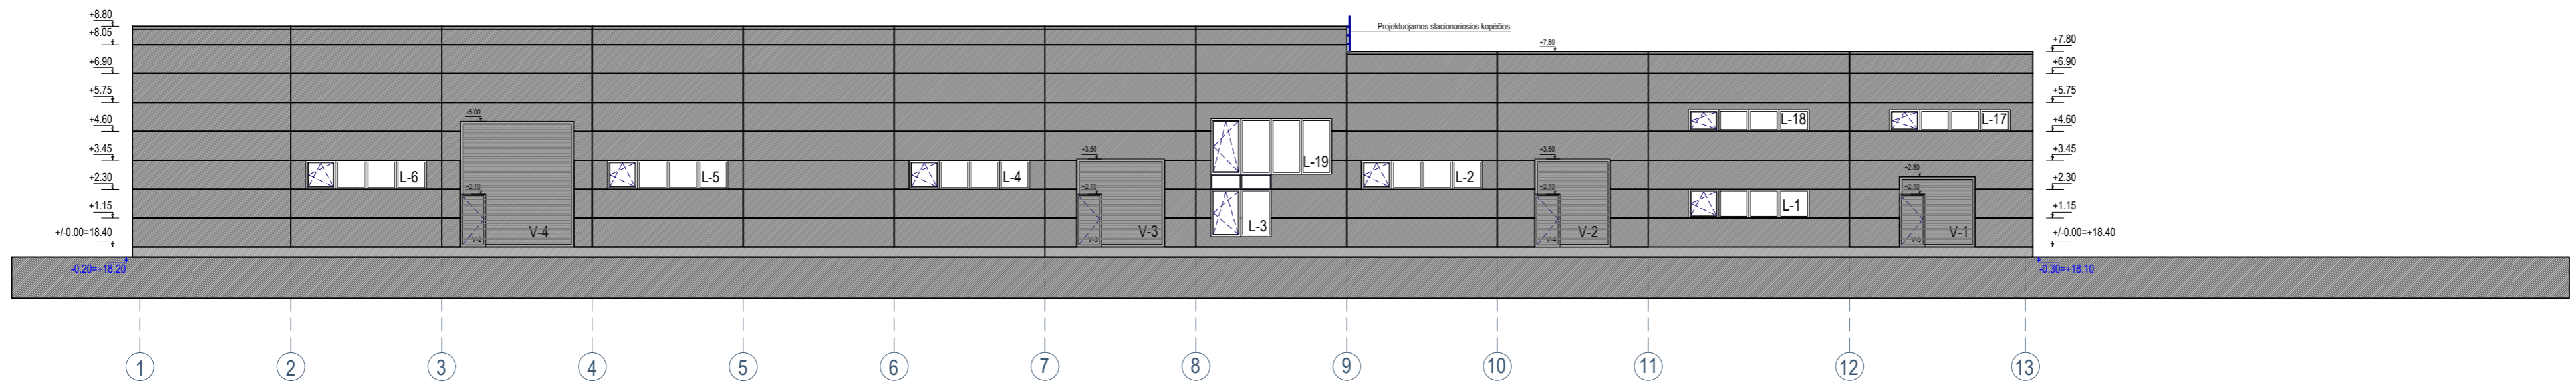 +8.80
+8.05
+6.90
+5.75
+4.60
+3.45
+2.30
+1.15
+/-0.00=18.40
-0.20=+18.20
Projektuojamos stacionariosios kopėčios
+7.80
+5.00
+3.50
+3.50
+2.80
+2.10
+2.10
+2.10
+2.10
L-18
L-17
L-6
L-5
L-4
L-19
L-2
L-3
L-1
V-2
V-4
V-3
V-3
V-4
V-2
V-5
V-1
+7.80
+6.90
+5.75
+4.60
+3.45
+2.30
+1.15
+/-0.00=+18.40
-0.30=+18.10
1 2 3 4 5 6 7 8 9 10 11 12 13